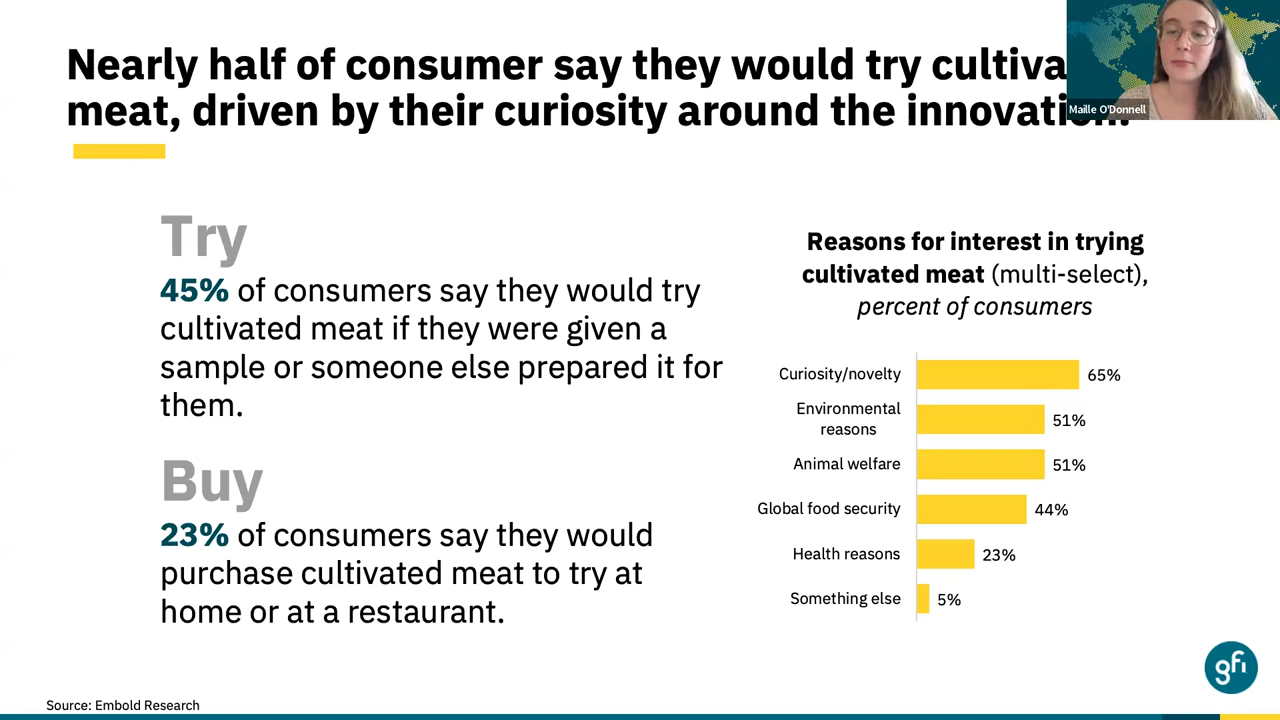 Nearly half of consumer say they would try
meat, driven by their curiosity around the
Maille O'Donnell
Try
45% of consumers say they would try
cultivated meat if they were given a
sample or someone else prepared it for
them.
Buy
23% of consumers say they would
purchase cultivated meat to try at
home or at a restaurant.
Reasons for interest in trying
cultivated meat (multi-select),
percent of consumers
Curiosity/novelty 65%
Environmental
reasons 51%
Animal welfare 51%
Global food security 44%
Health reasons 23%
Something else 5%
gfi
Source: Embold Research